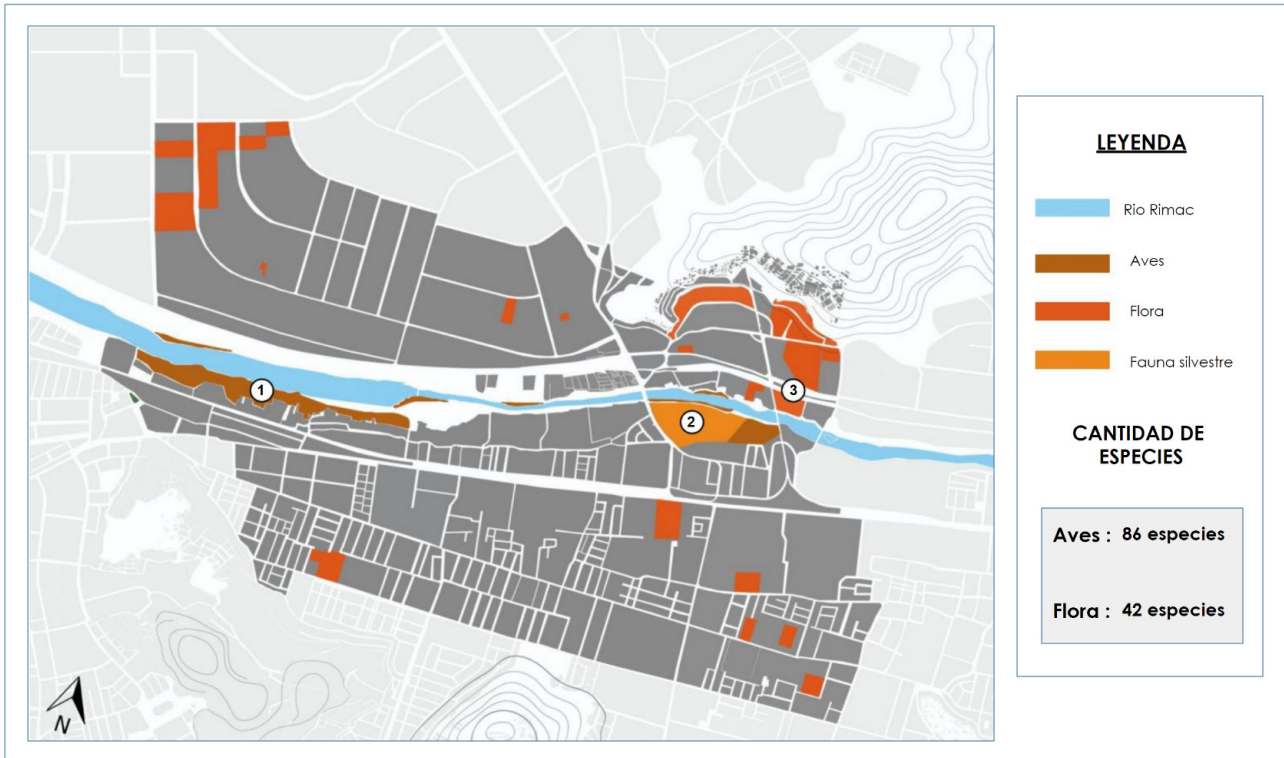 LEYENDA
Rio Rimac
Aves
Flora
Fauna silvestre
CANTIDAD DE
ESPECIES
Aves : 86 especies
Flora : 42 especies
1
2
3
N